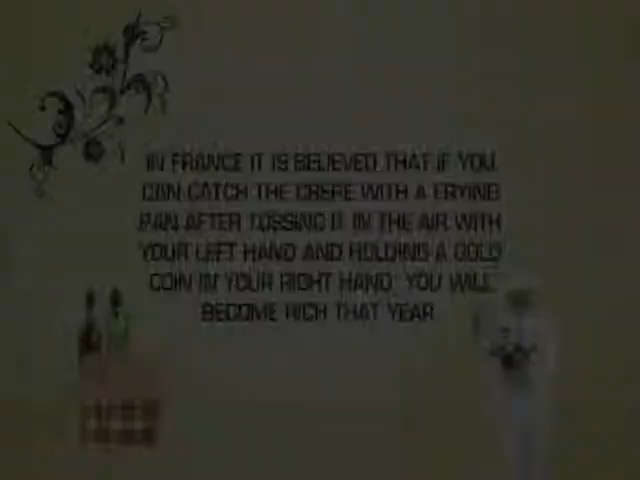 IN FRANCE IT IS BELIEVED THAT IF YOU
CAN CATCH THE CREPE WITH A FRYING
PAN AFTER TOSSING IT IN THE AIR WITH
YOUR LEFT HAND AND HOLDING A GOLD
COIN IN YOUR RIGHT HAND, YOU WILL
BECOME RICH THAT YEAR